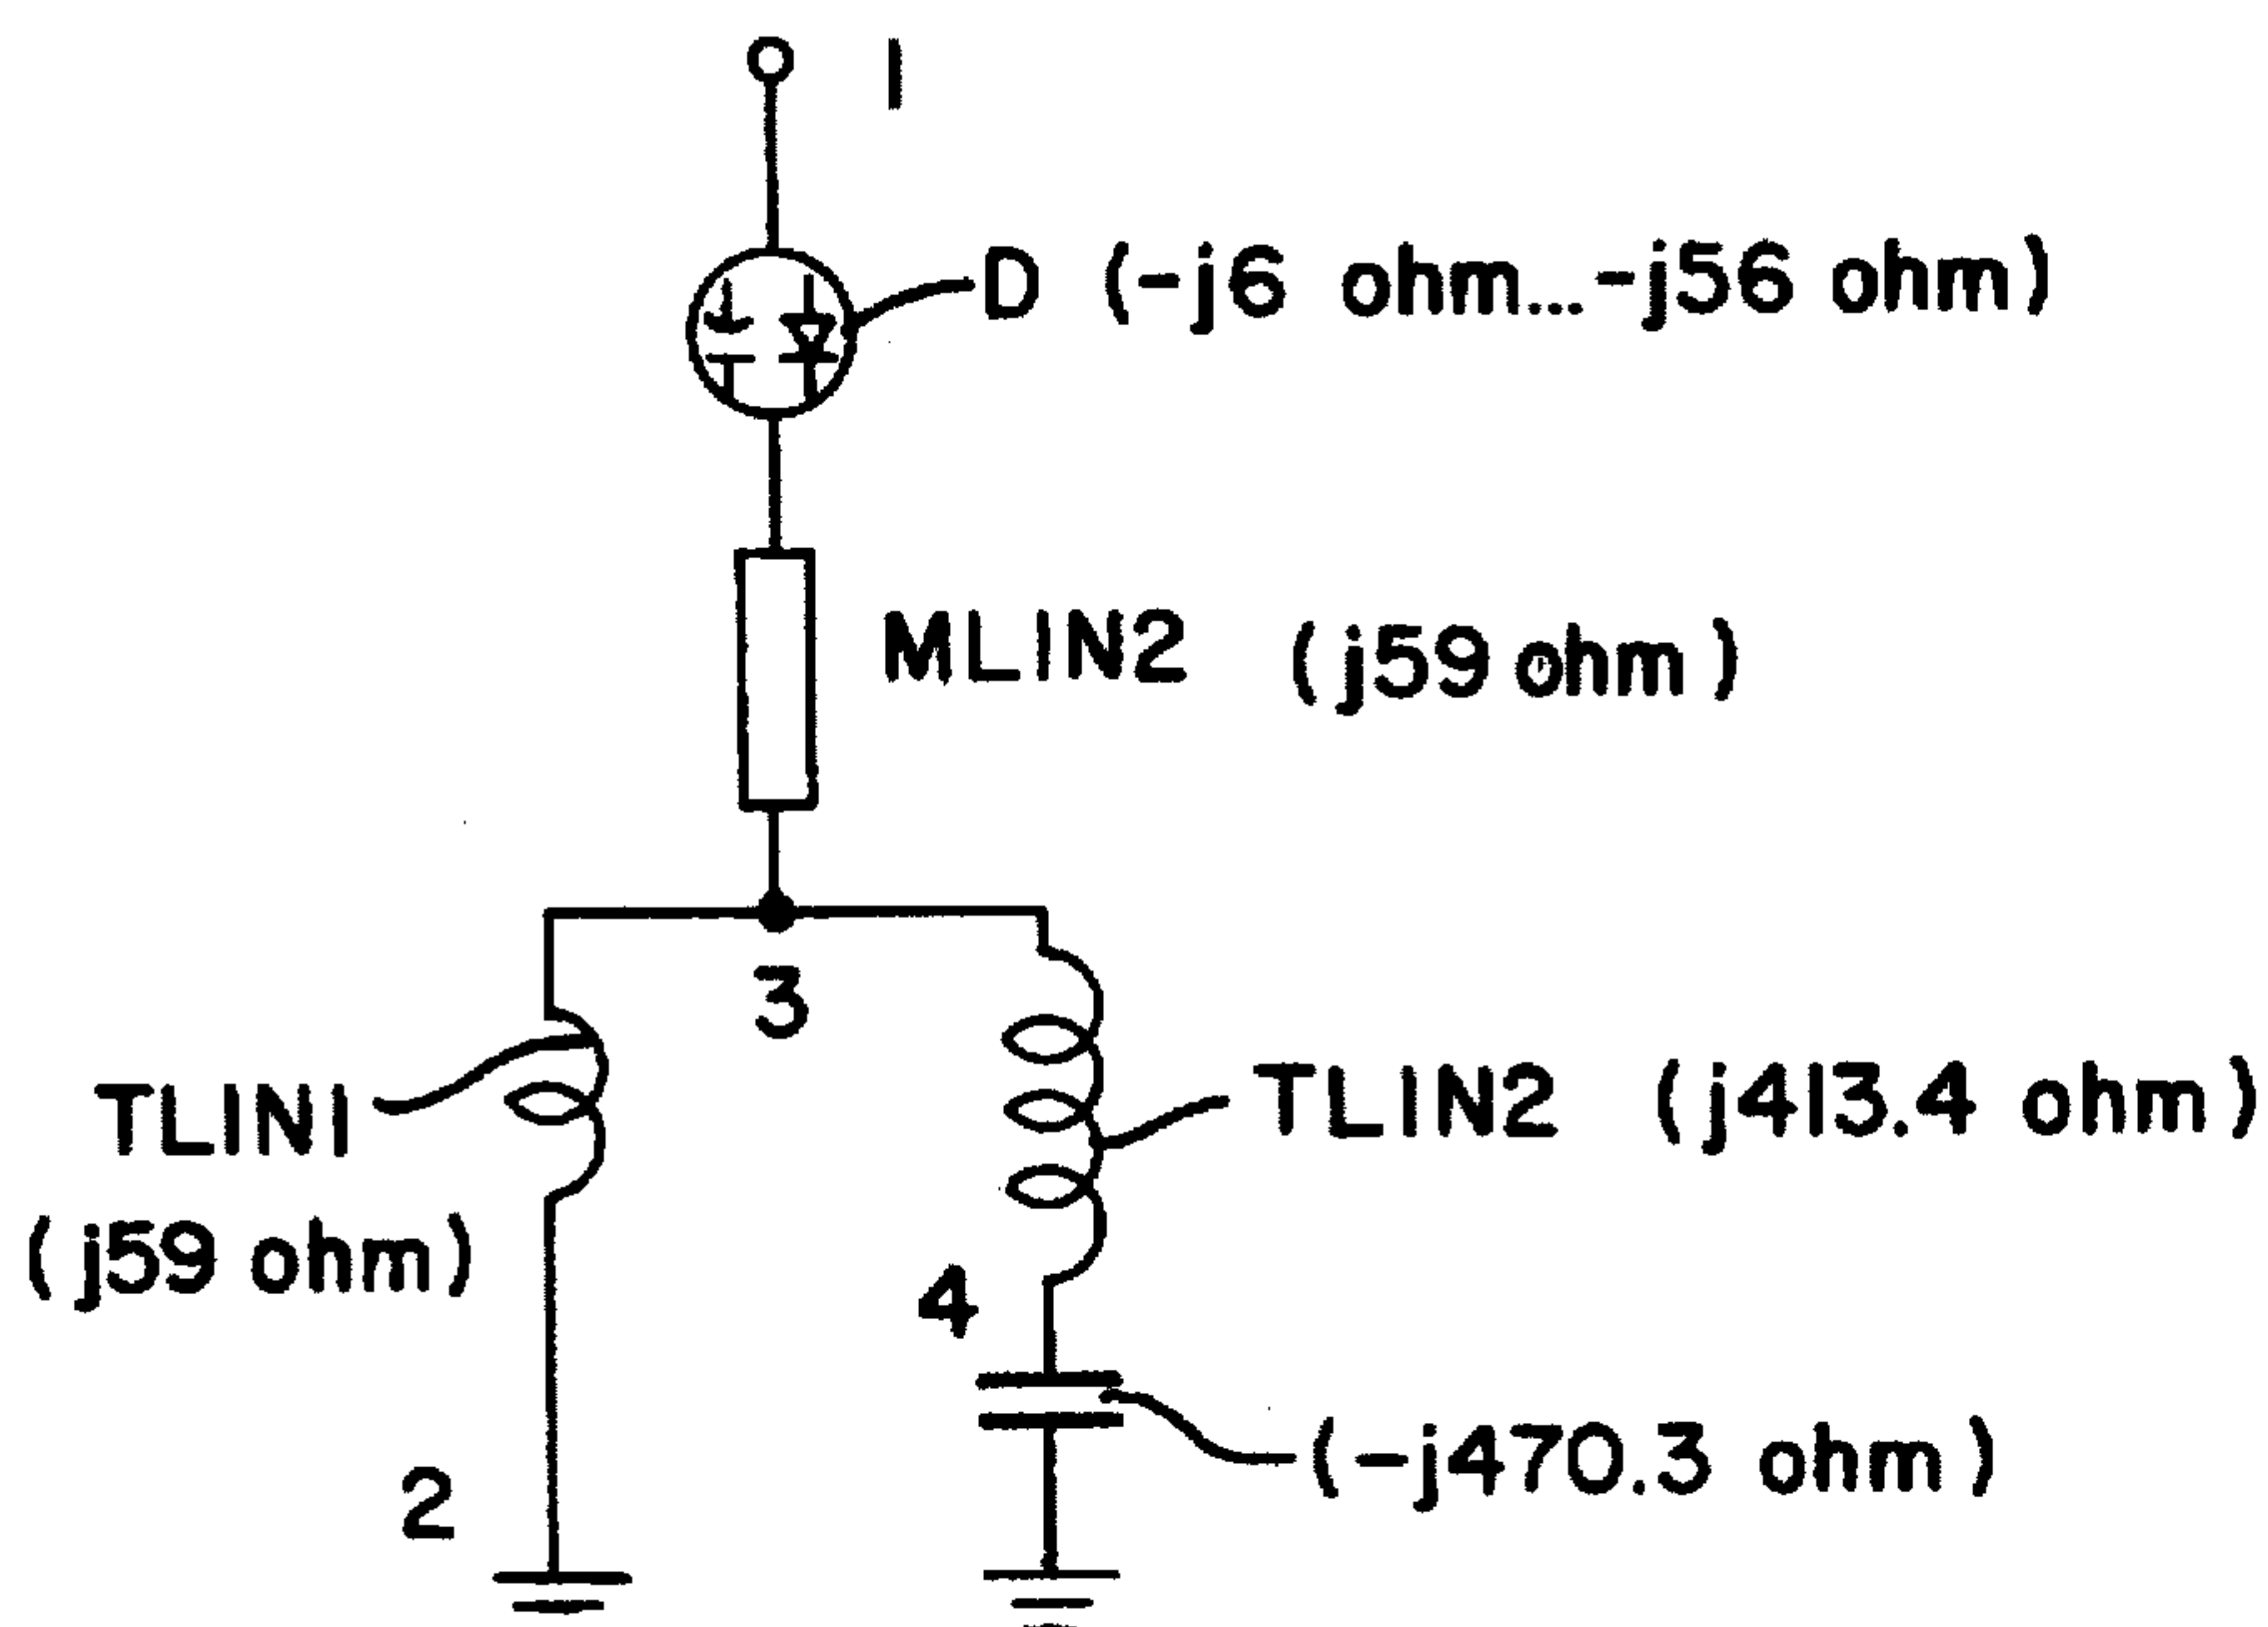 1
D (-j6 ohm...-j56 ohm)
MLIN2 (j59 ohm)
3
TLIN1
(j59 ohm)
TLIN2 (j413.4 ohm)
4
(-j470.3 ohm)
2